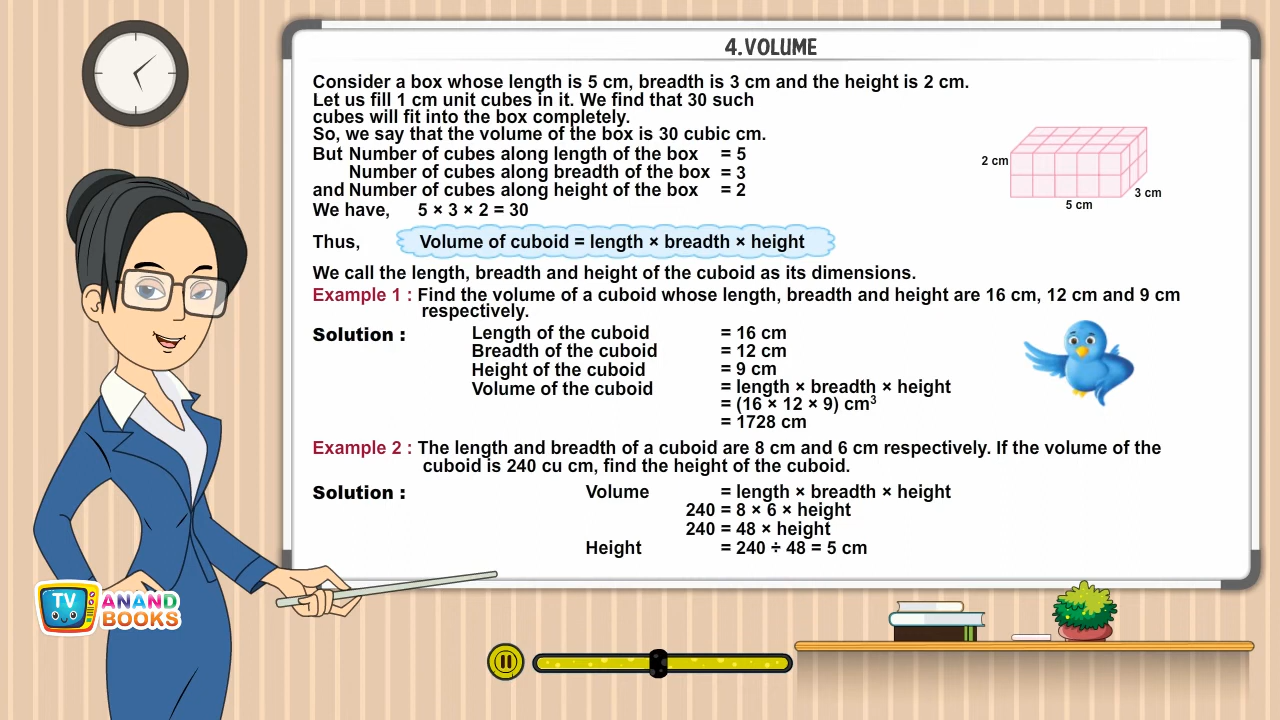 4.VOLUME
Consider a box whose length is 5 cm, breadth is 3 cm and the height is 2 cm.
Let us fill 1 cm unit cubes in it. We find that 30 such
cubes will fit into the box completely.
So, we say that the volume of the box is 30 cubic cm.
But Number of cubes along length of the box = 5
Number of cubes along breadth of the box = 3
and Number of cubes along height of the box = 2
We have, 5 × 3 × 2 = 30
2 cm
3 cm
5 cm
Thus, Volume of cuboid = length × breadth × height
We call the length, breadth and height of the cuboid as its dimensions.
Example 1 : Find the volume of a cuboid whose length, breadth and height are 16 cm, 12 cm and 9 cm
respectively.
Solution : Length of the cuboid = 16 cm
Breadth of the cuboid = 12 cm
Height of the cuboid = 9 cm
Volume of the cuboid = length × breadth × height
= (16 × 12 × 9) cm³
= 1728 cm
Example 2 : The length and breadth of a cuboid are 8 cm and 6 cm respectively. If the volume of the
cuboid is 240 cu cm, find the height of the cuboid.
Solution : Volume = length × breadth × height
240 = 8 × 6 × height
240 = 48 × height
Height = 240 ÷ 48 = 5 cm
TV
ANAND
BOOKS